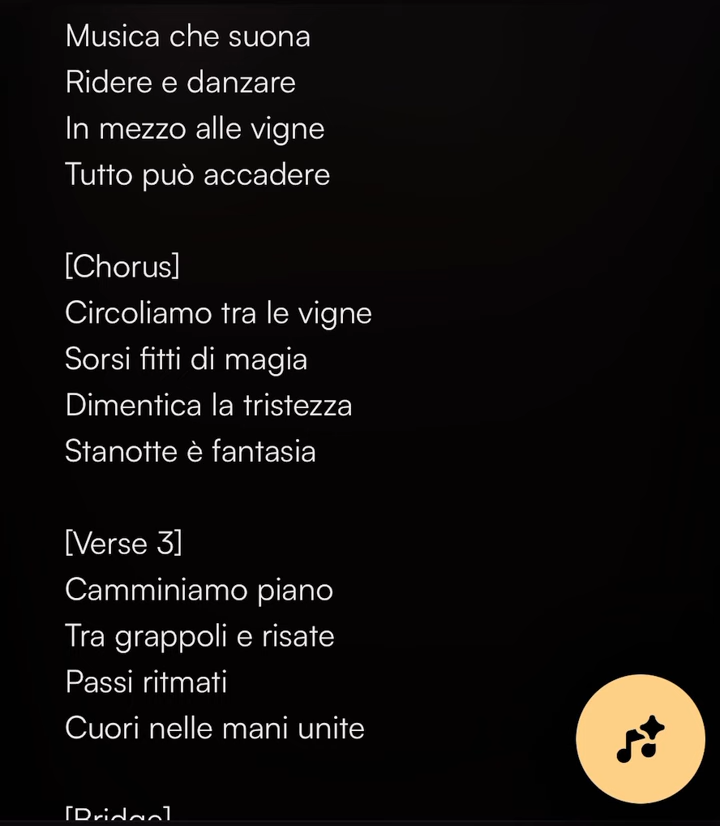 Musica che suona
Ridere e danzare
In mezzo alle vigne
Tutto può accadere
[Chorus]
Circoliamo tra le vigne
Sorsi fitti di magia
Dimentica la tristezza
Stanotte è fantasia
[Verse 3]
Camminiamo piano
Tra grappoli e risate
Passi ritmati
Cuori nelle mani unite
[Bridge]